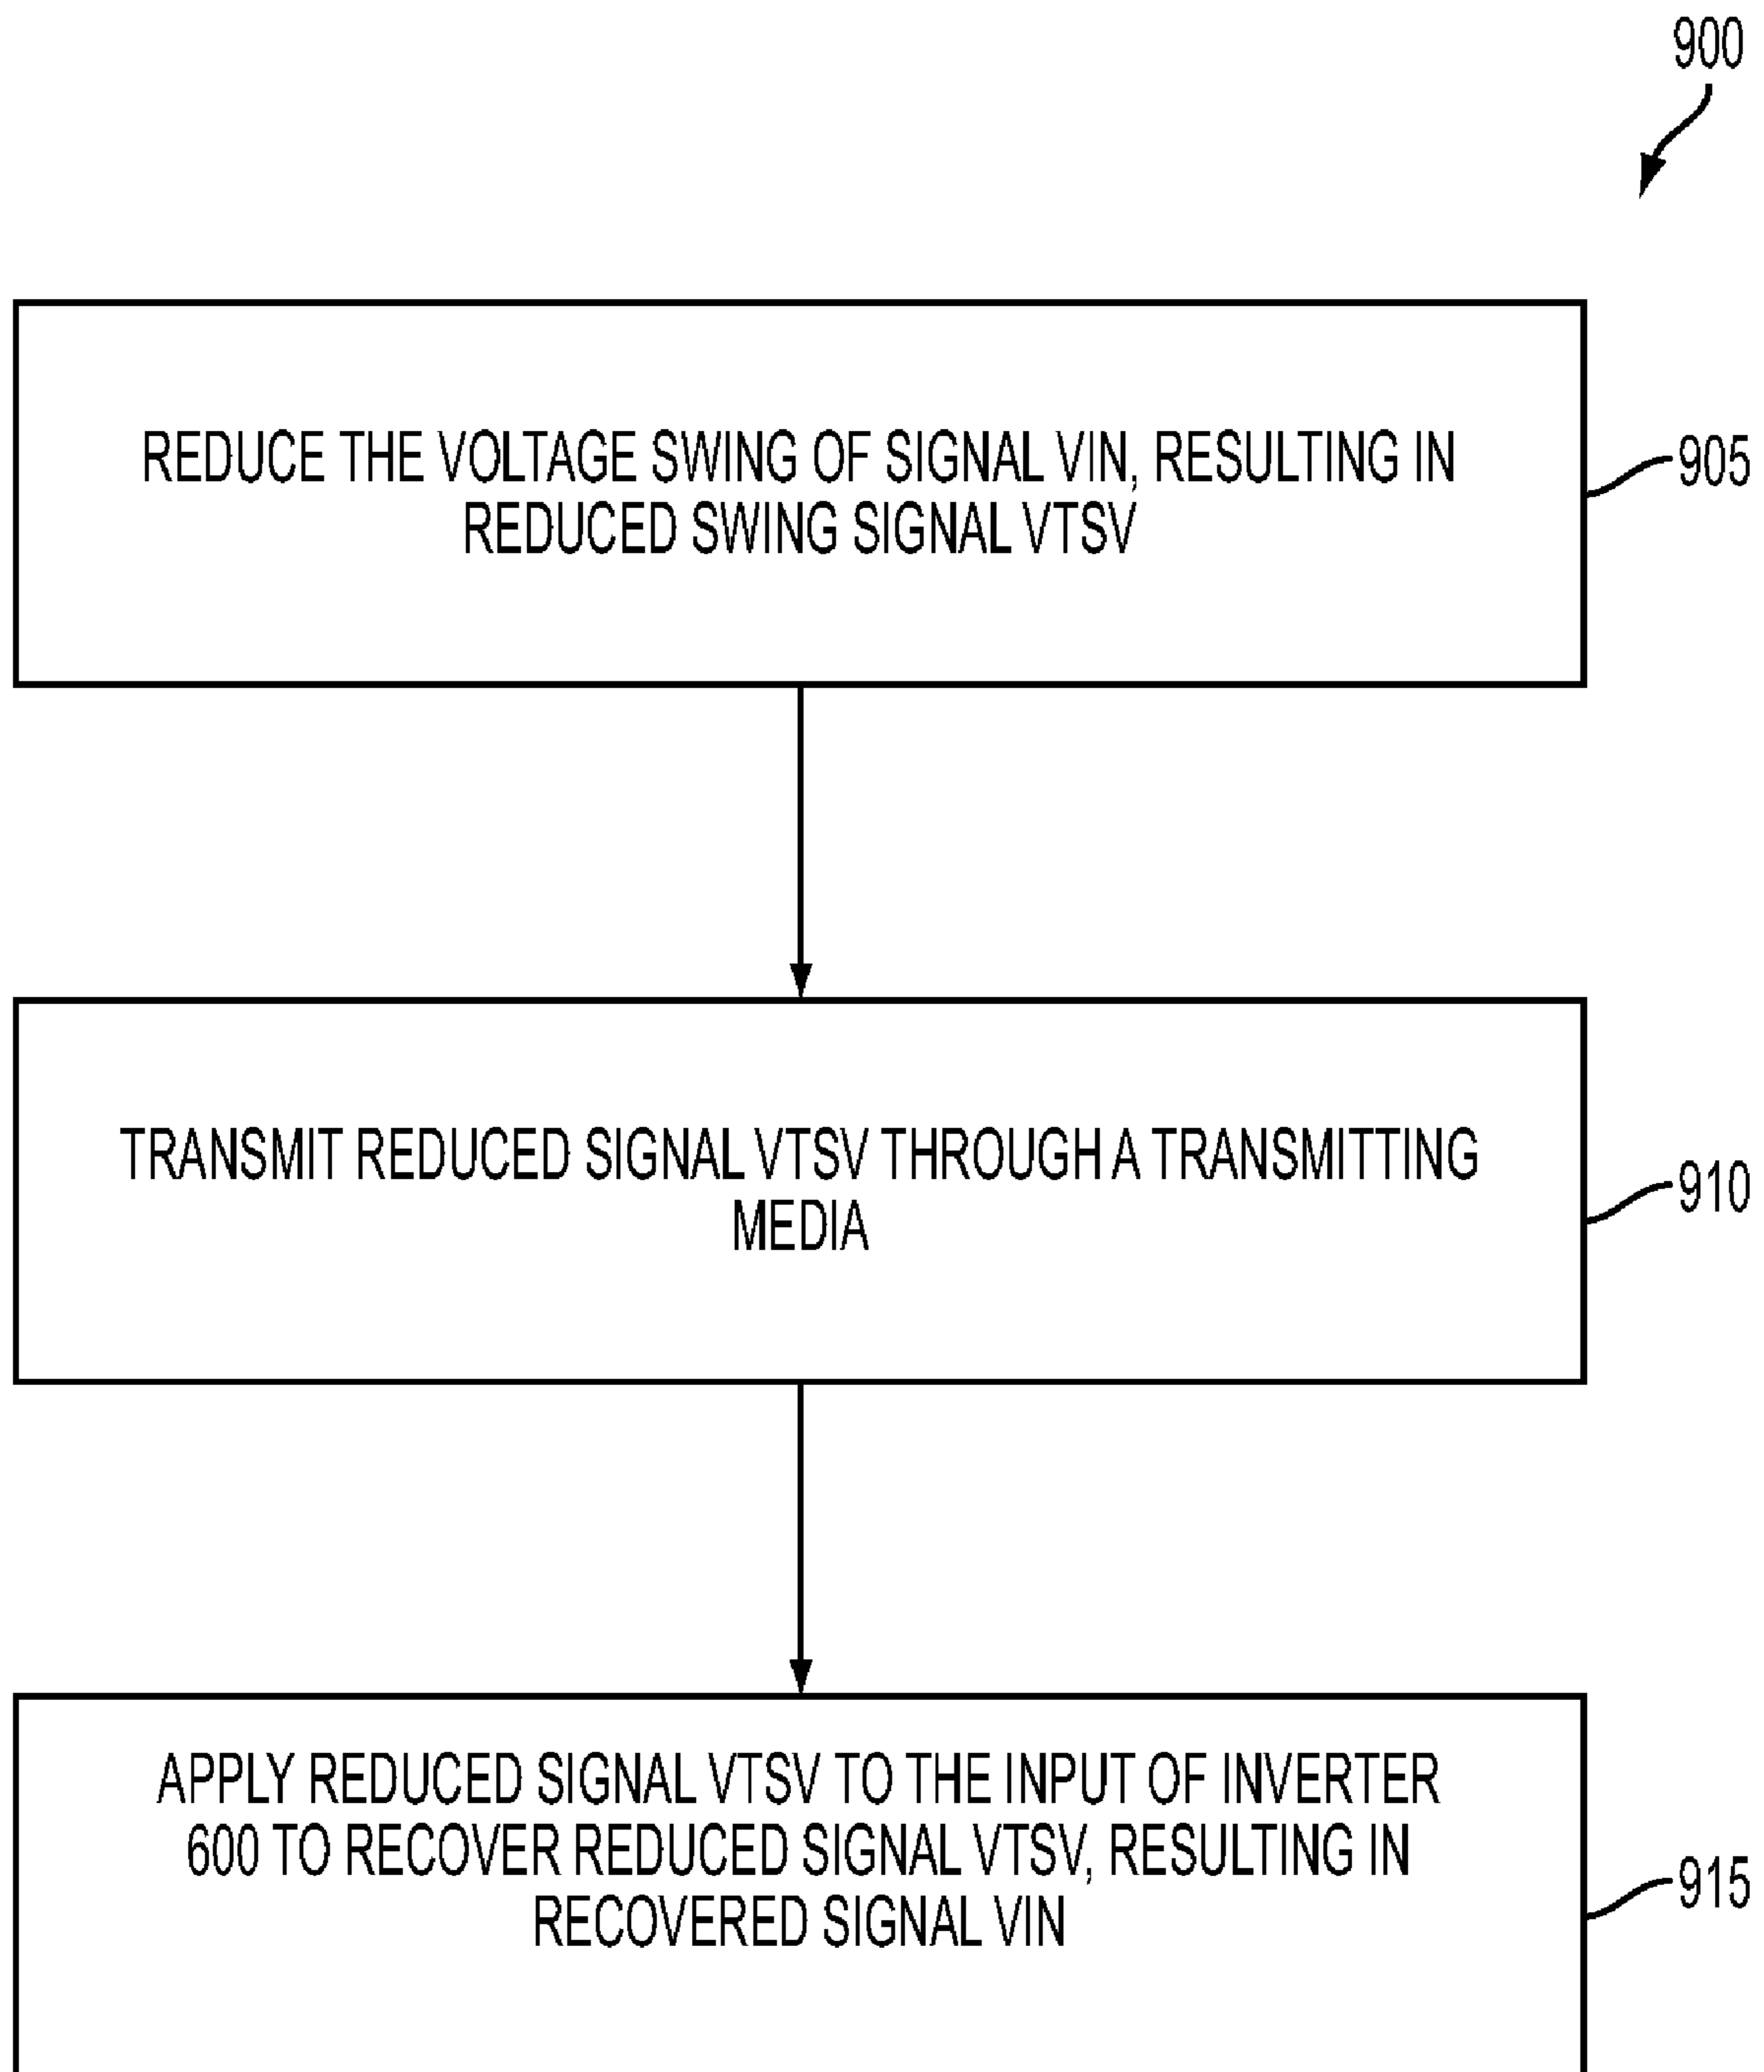 900
REDUCE THE VOLTAGE SWING OF SIGNAL VIN, RESULTING IN
REDUCED SWING SIGNAL VTSV
905
TRANSMIT REDUCED SIGNAL VTSV THROUGH A TRANSMITTING
MEDIA
910
APPLY REDUCED SIGNAL VTSV TO THE INPUT OF INVERTER
600 TO RECOVER REDUCED SIGNAL VTSV, RESULTING IN
RECOVERED SIGNAL VIN
915